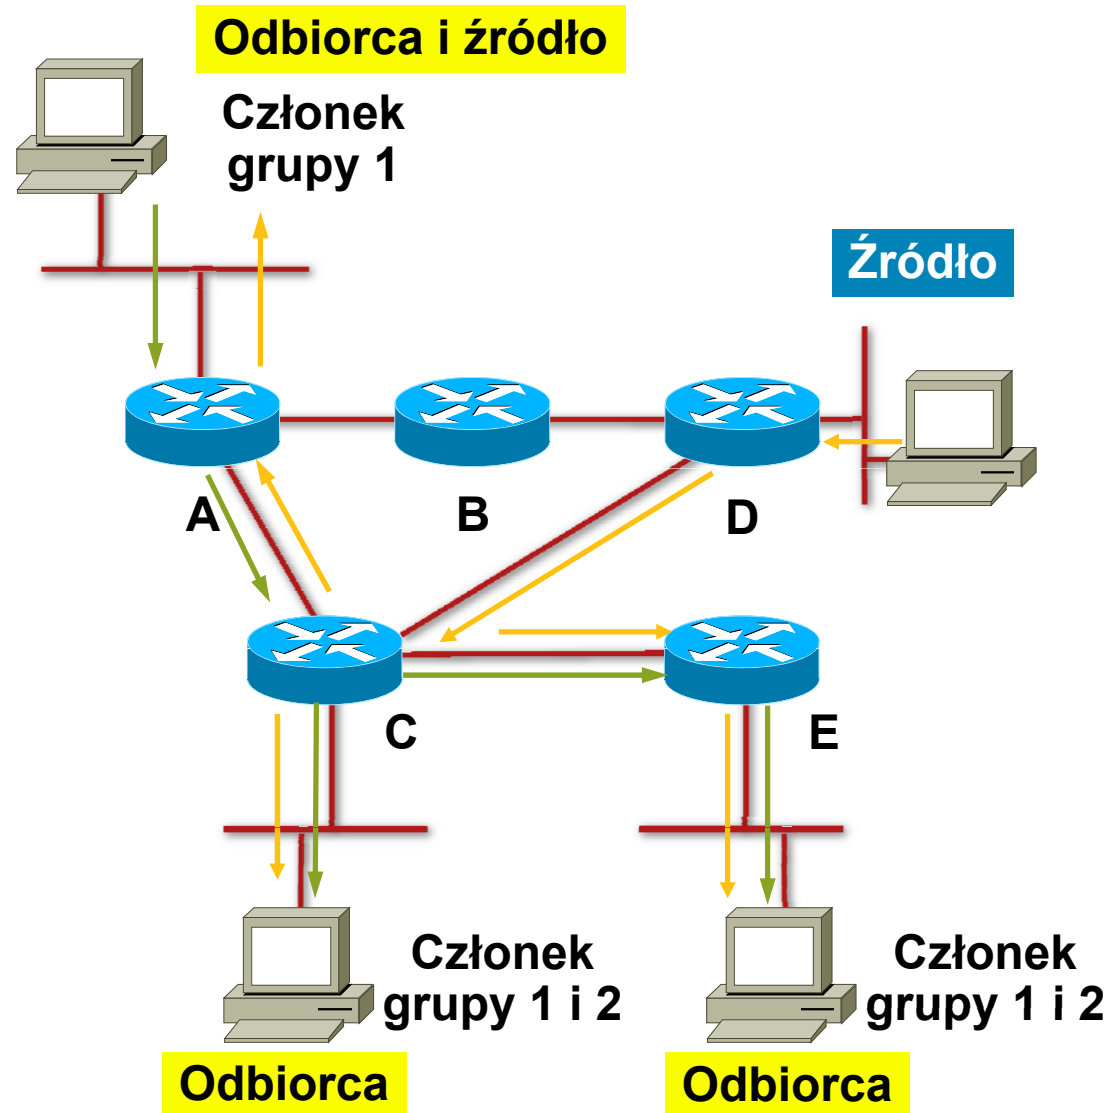 Odbiorca i źródło
Członek
grupy 1
Źródło
A
B
D
C
E
Członek
grupy 1 i 2
Członek
grupy 1 i 2
Odbiorca
Odbiorca